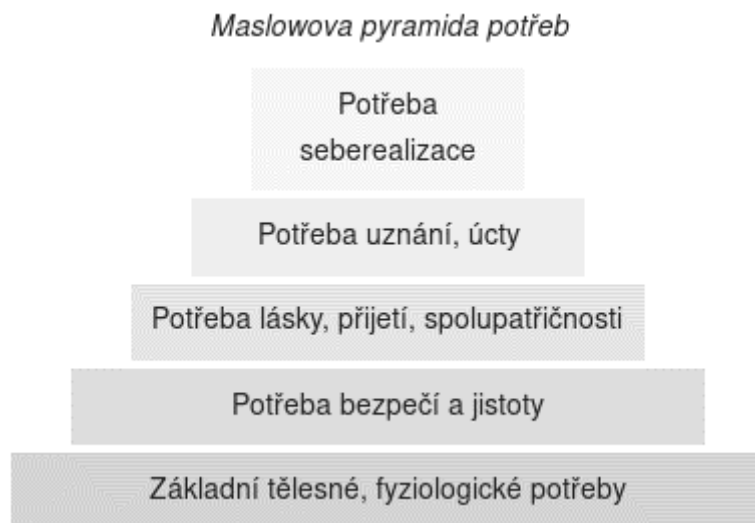 Maslowova pyramida potřeb
Potřeba
seberealizace
Potřeba uznání, úcty
Potřeba lásky, přijetí, spolupatřičnosti
Potřeba bezpečí a jistoty
Základní tělesné, fyziologické potřeby